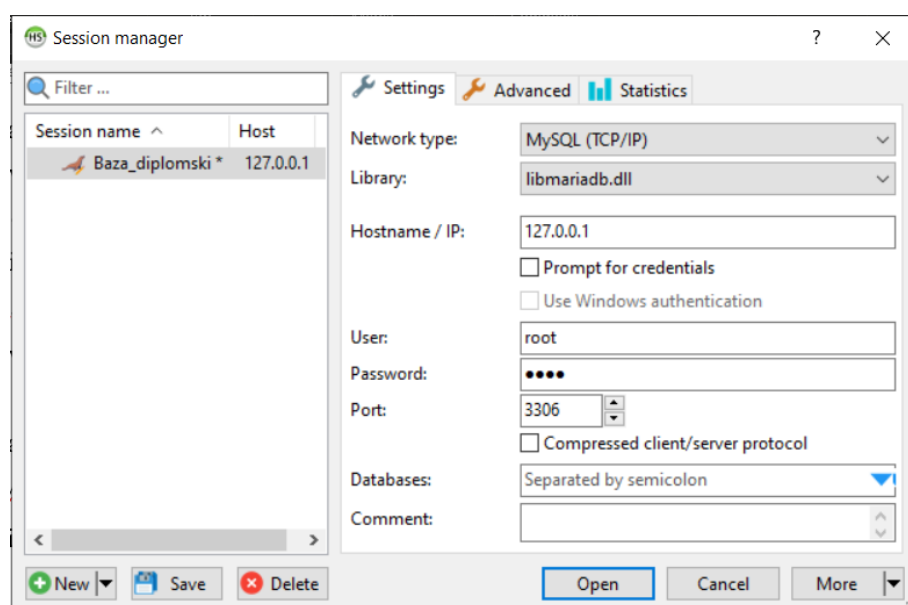 HS Session manager ?
Filter ...
Session name Host
Baza_diplomski * 127.0.0.1
Settings Advanced Statistics
Network type: MySQL (TCP/IP)
Library: libmariadb.dll
Hostname / IP: 127.0.0.1
Prompt for credentials
Use Windows authentication
User: root
Password: ●●●●
Port: 3306
Compressed client/server protocol
Databases: Separated by semicolon
Comment:
New Save Delete Open Cancel More